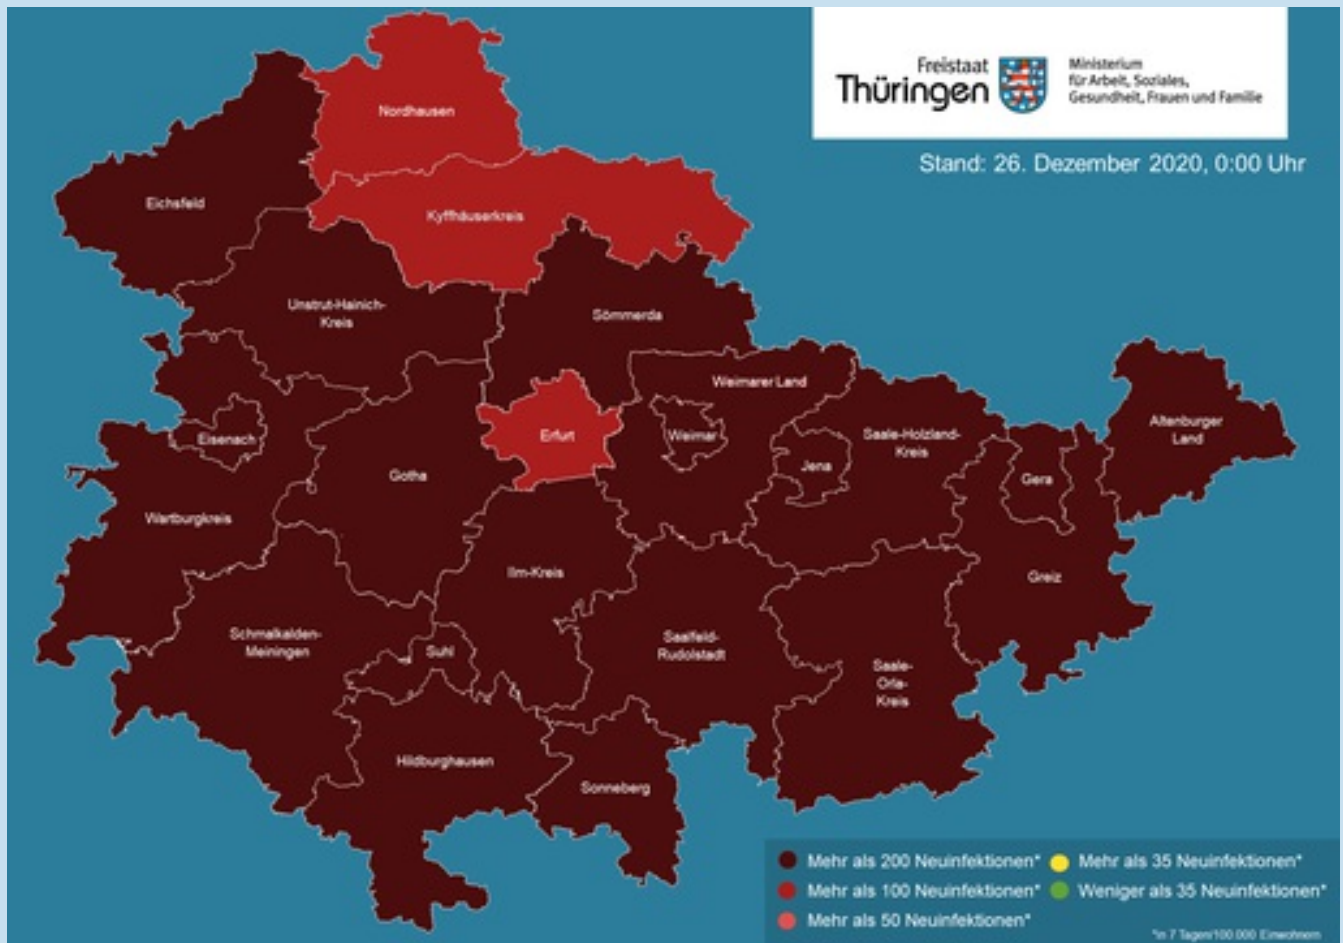 Freistaat
Thüringen
Ministerium
für Arbeit, Soziales,
Gesundheit, Frauen und Familie
Stand: 26. Dezember 2020, 0:00 Uhr
Nordhausen
Eichsfeld
Kyffhäuserkreis
Unstrut-Hainich-
Kreis
Sömmerda
Weimarer Land
Altenburger
Land
Eisenach
Erfurt
Weimar
Saale-Holzland-
Kreis
Jena
Gotha
Gera
Wartburgkreis
Ilm-Kreis
Greiz
Schmalkalden-
Meiningen
Suhl
Saalfeld-
Rudolstadt
Saale-
Orla-
Kreis
Hildburghausen
Sonneberg
Mehr als 200 Neuinfektionen*
Mehr als 35 Neuinfektionen*
Mehr als 100 Neuinfektionen*
Weniger als 35 Neuinfektionen*
Mehr als 50 Neuinfektionen*
*in 7 Tagen/100 000 Einwohnern